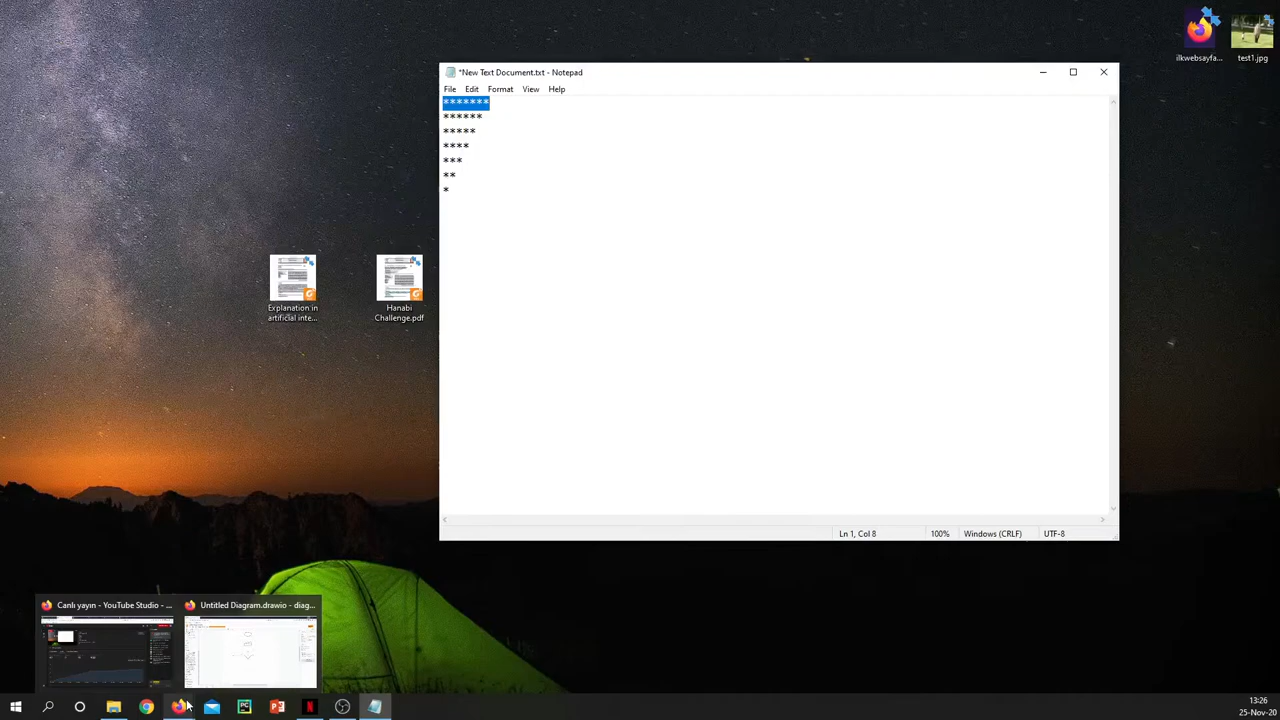 ilkwebsayfa...
test1.jpg
*New Text Document.txt - Notepad
File Edit Format View Help
*******
******
*****
****
***
**
*
Explanation in
artificial inte...
Hanabi
Challenge.pdf
Ln 1, Col 8
100%
Windows (CRLF)
UTF-8
Canlı yayın - YouTube Studio - ...
Untitled Diagram.drawio - diag...
13:26
25-Nov-20